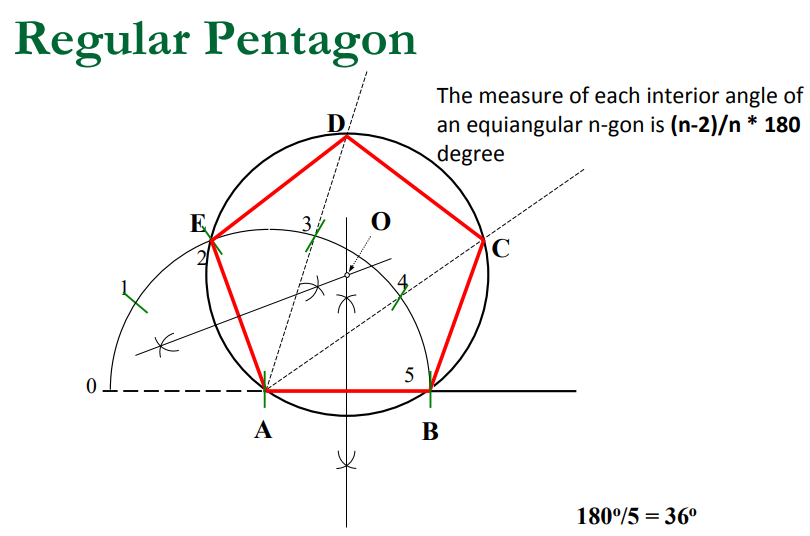 Regular Pentagon
The measure of each interior angle of
an equiangular n-gon is (n-2)/n * 180
degree
D
E
3
O
2
C
1
4
0
5
A
B
180º/5 = 36º